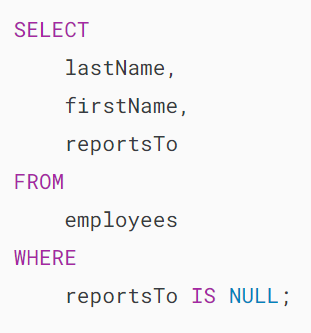 SELECT
    lastName,
    firstName,
    reportsTo
FROM
    employees
WHERE
    reportsTo IS NULL;